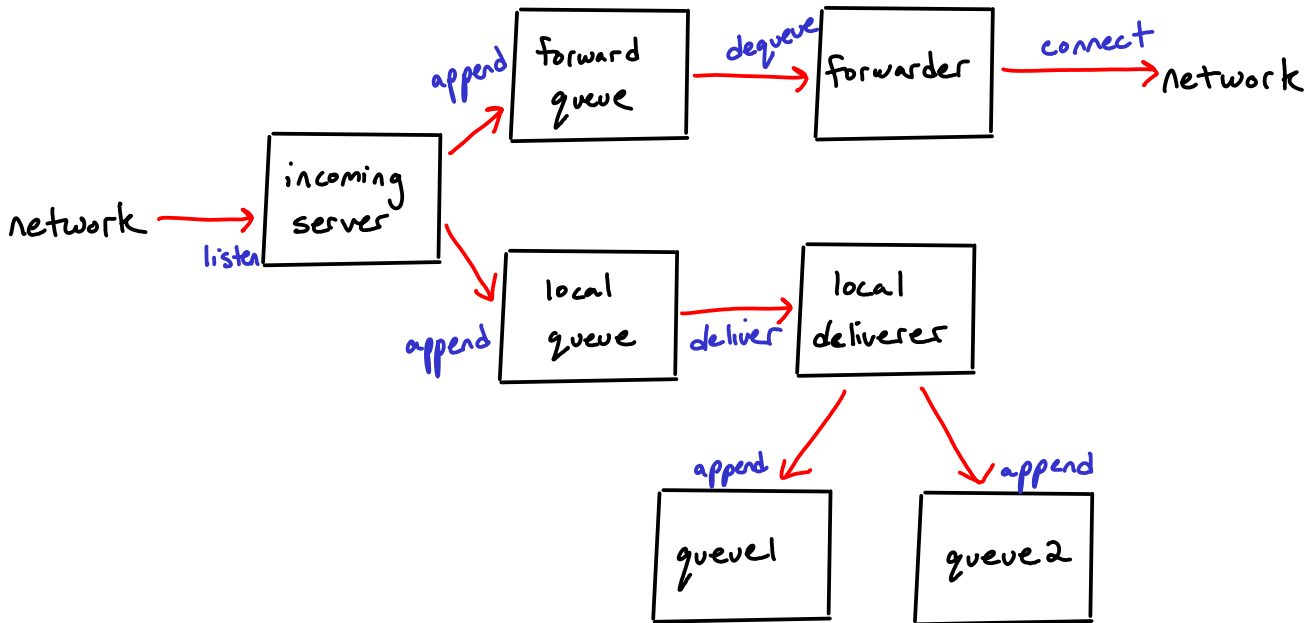 forward
queue
append
dequeue
forwarder
connect
network
incoming
server
network
listen
append
local
queue
deliver
local
deliverer
append
append
queue1
queue2